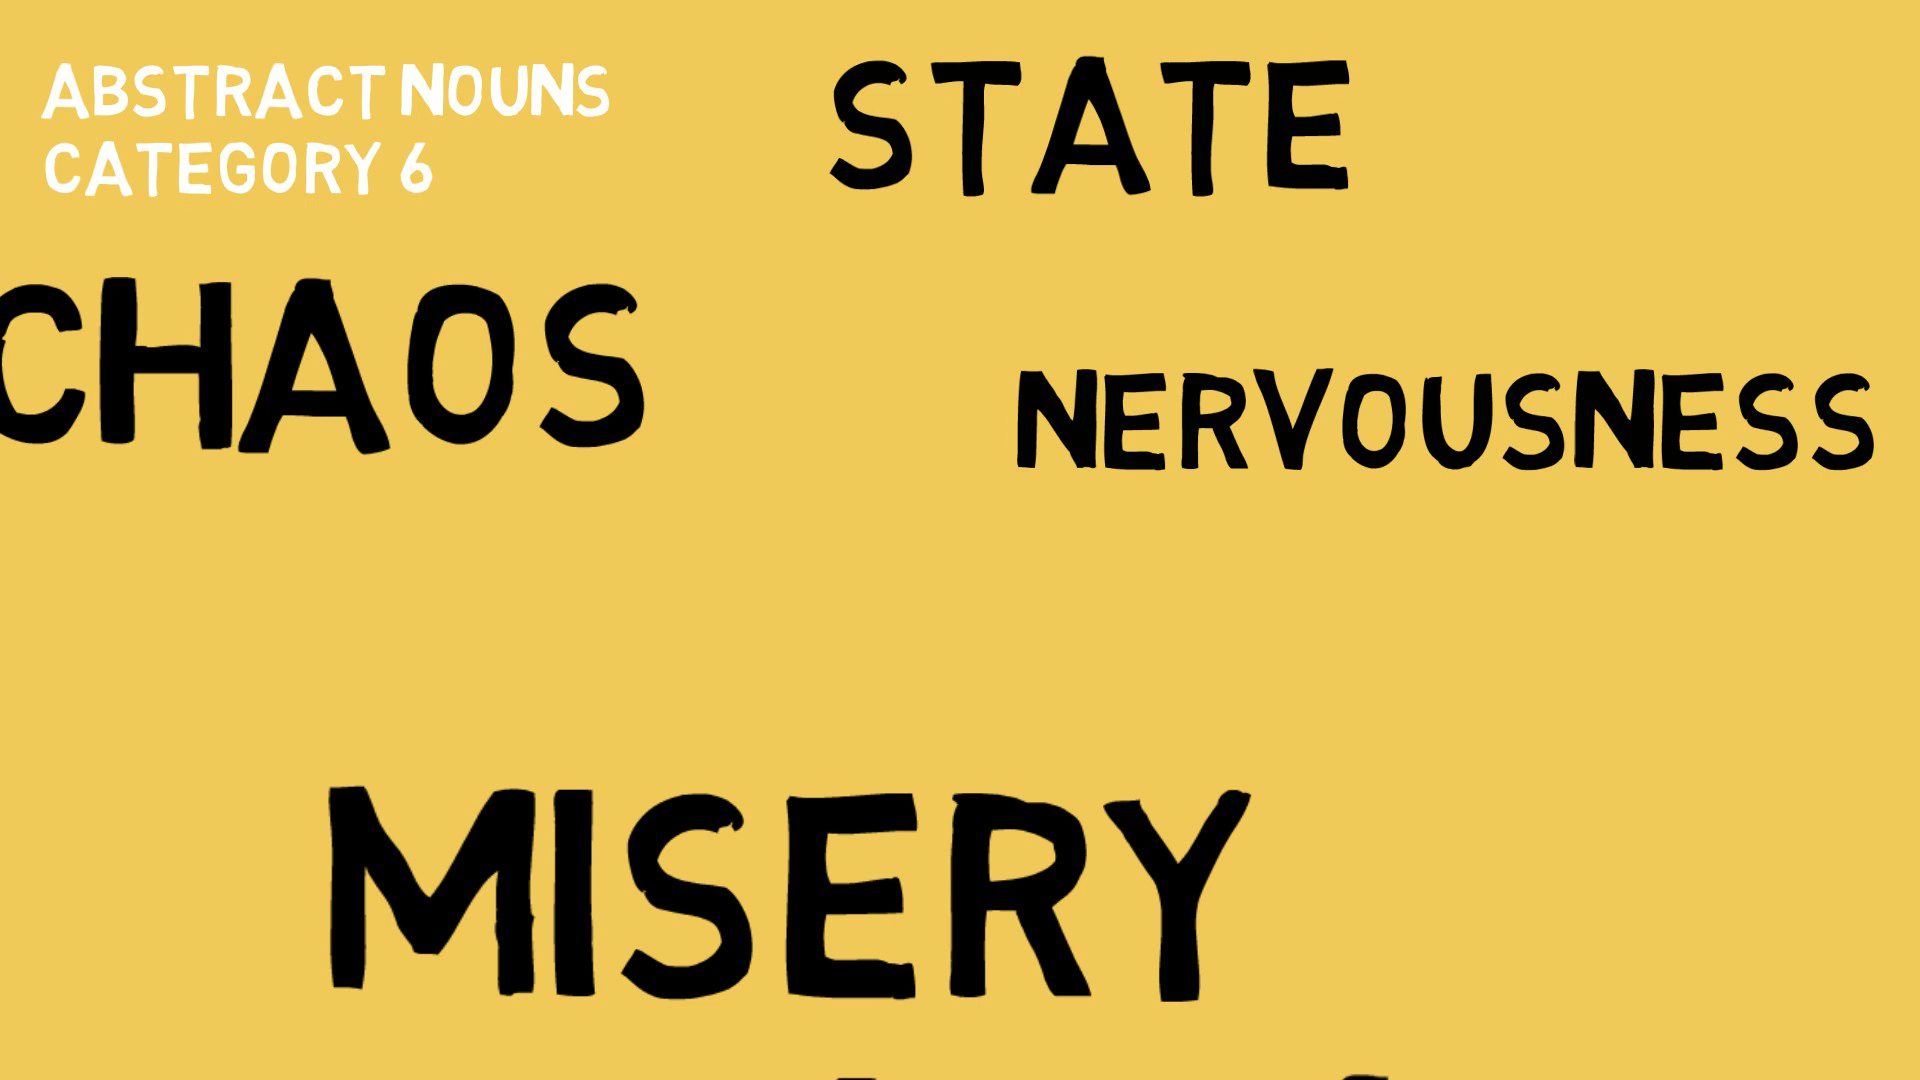 ABSTRACT NOUNS
CATEGORY 6
STATE
CHAOS
NERVOUSNESS
MISERY